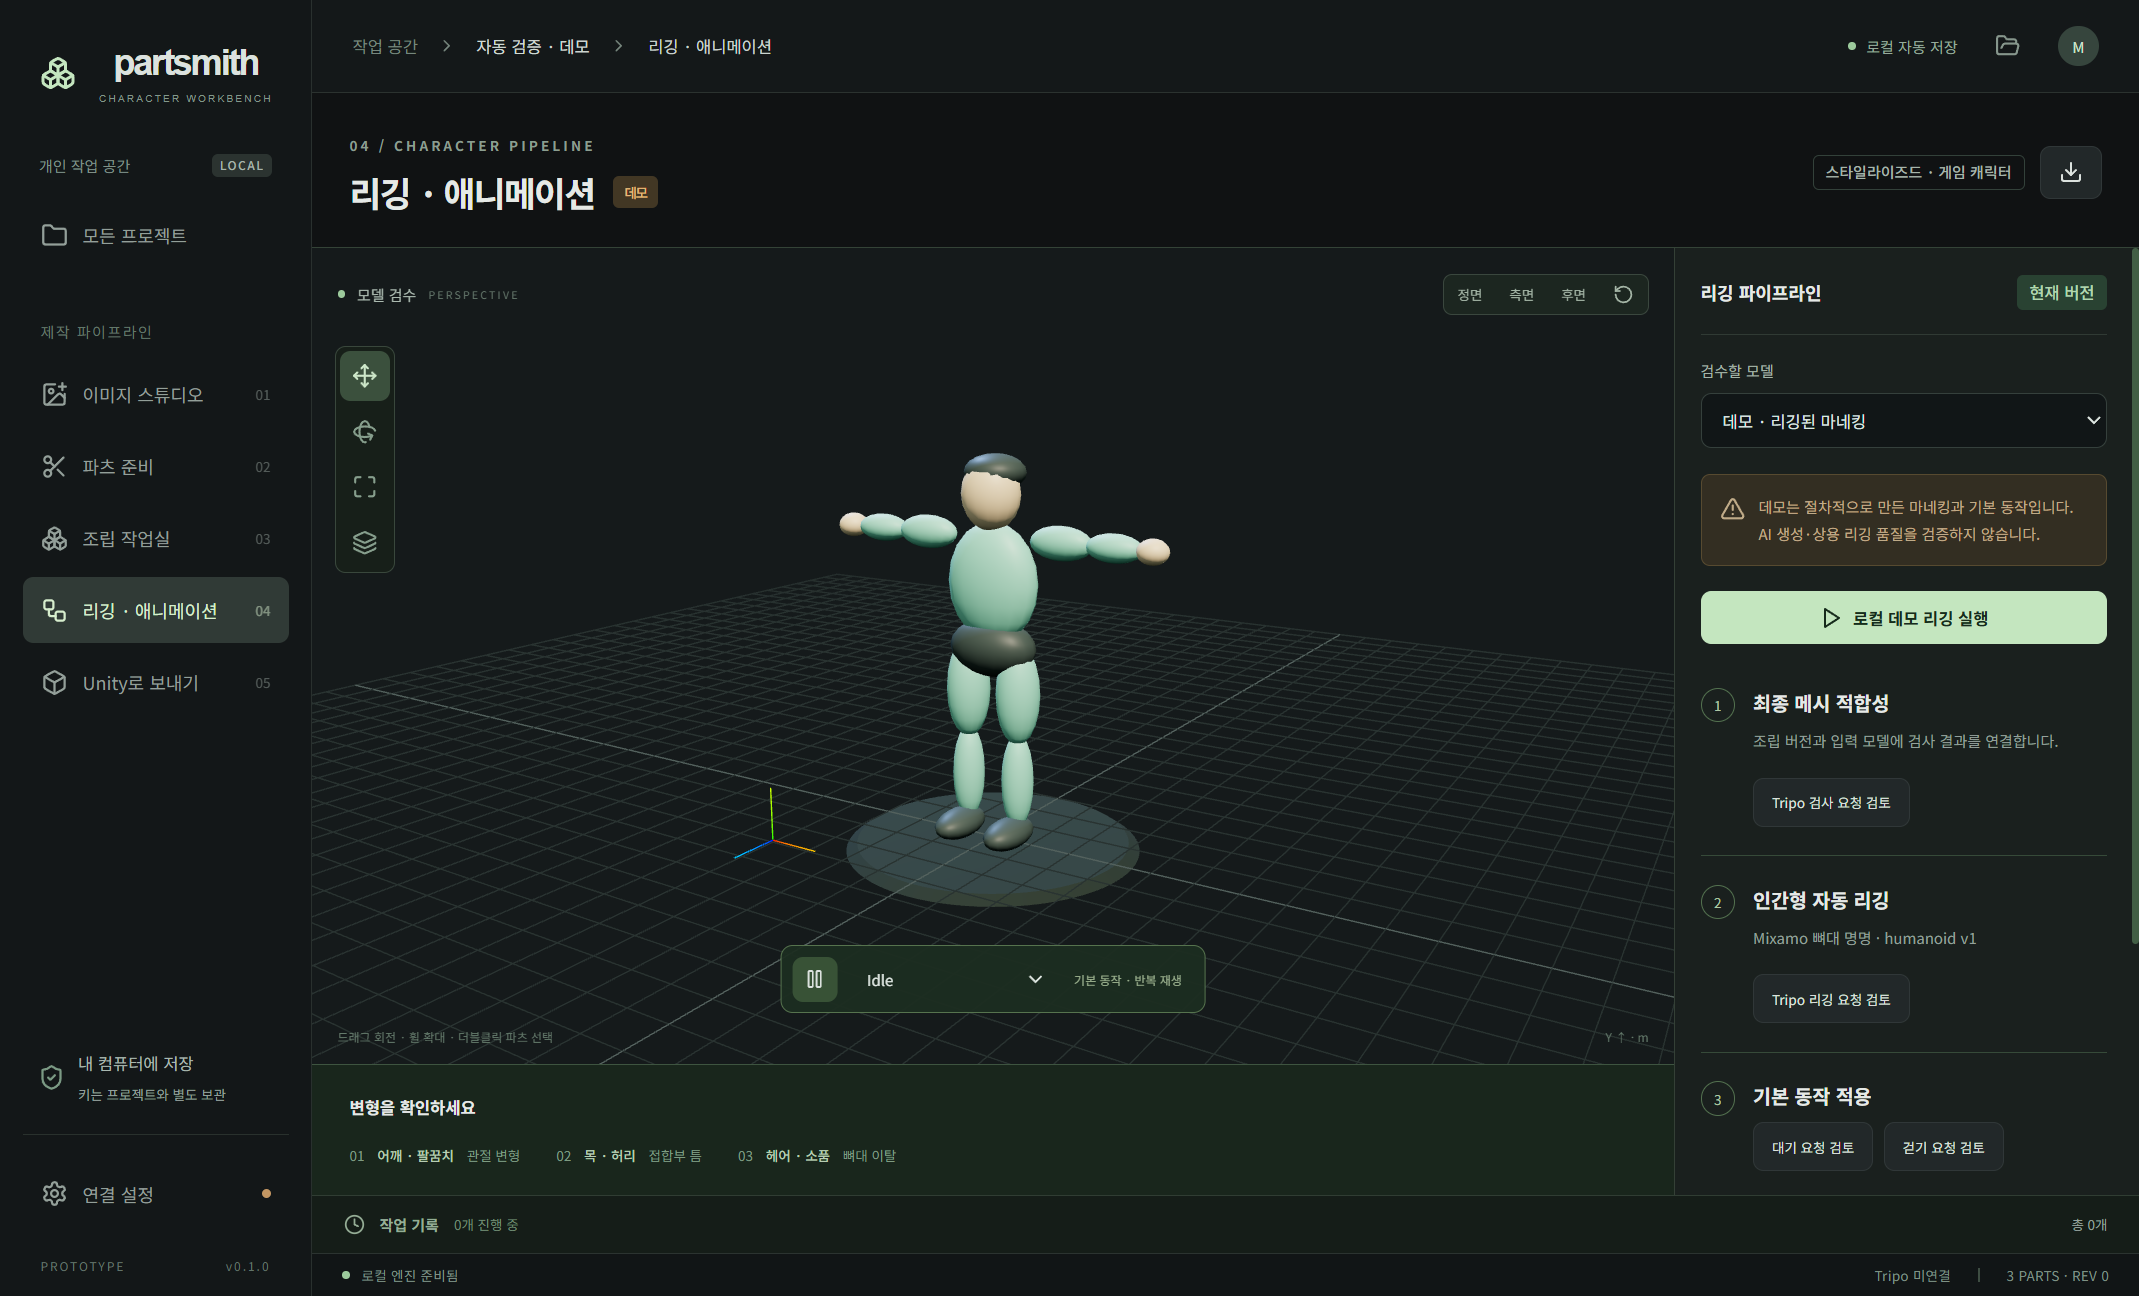 partsmith
CHARACTER WORKBENCH
개인 작업 공간
LOCAL
모든 프로젝트
제작 파이프라인
이미지 스튜디오
01
파츠 준비
02
조립 작업실
03
리깅 · 애니메이션
04
Unity로 보내기
05
내 컴퓨터에 저장
키는 프로젝트와 별도 보관
연결 설정
PROTOTYPE
v0.1.0
작업 공간
자동 검증 · 데모
리깅 · 애니메이션
로컬 자동 저장
M
04 / CHARACTER PIPELINE
리깅 · 애니메이션
데모
스타일라이즈드 · 게임 캐릭터
모델 검수
PERSPECTIVE
정면
측면
후면
Idle
기본 동작 · 반복 재생
드래그 회전 · 휠 확대 · 더블클릭 파츠 선택
Y ↑ · m
변형을 확인하세요
01 어깨 · 팔꿈치 관절 변형
02 목 · 허리 접합부 틈
03 헤어 · 소품 뼈대 이탈
리깅 파이프라인
현재 버전
검수할 모델
데모 · 리깅된 마네킹
데모는 절차적으로 만든 마네킹과 기본 동작입니다.
AI 생성·상용 리깅 품질을 검증하지 않습니다.
로컬 데모 리깅 실행
1
최종 메시 적합성
조립 버전과 입력 모델에 검사 결과를 연결합니다.
Tripo 검사 요청 검토
2
인간형 자동 리깅
Mixamo 뼈대 명명 · humanoid v1
Tripo 리깅 요청 검토
3
기본 동작 적용
대기 요청 검토
걷기 요청 검토
작업 기록
0개 진행 중
총 0개
로컬 엔진 준비됨
Tripo 미연결
3 PARTS · REV 0